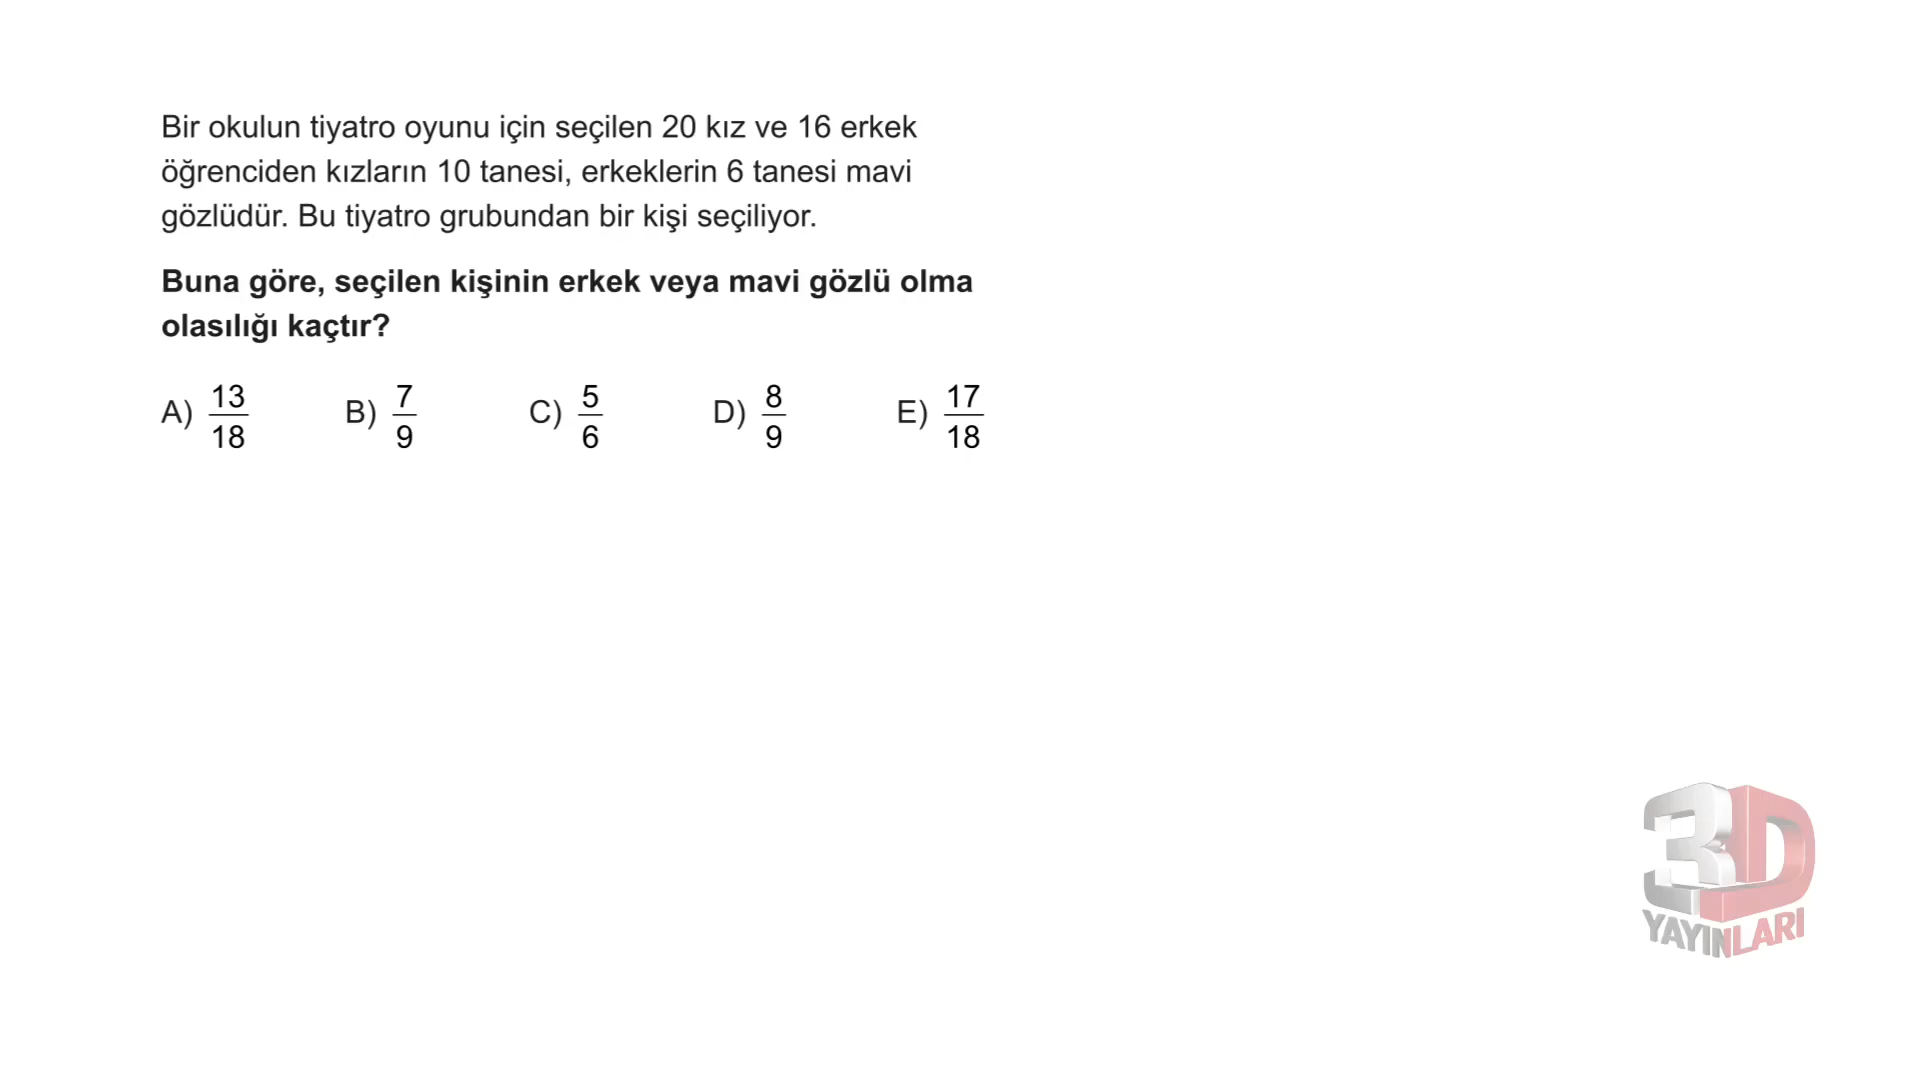 Bir okulun tiyatro oyunu için seçilen 20 kız ve 16 erkek
öğrenciden kızların 10 tanesi, erkeklerin 6 tanesi mavi
gözlüdür. Bu tiyatro grubundan bir kişi seçiliyor.
Buna göre, seçilen kişinin erkek veya mavi gözlü olma
olasılığı kaçtır?
A) 13/18 B) 7/9 C) 5/6 D) 8/9 E) 17/18
3D
YAYINLARI